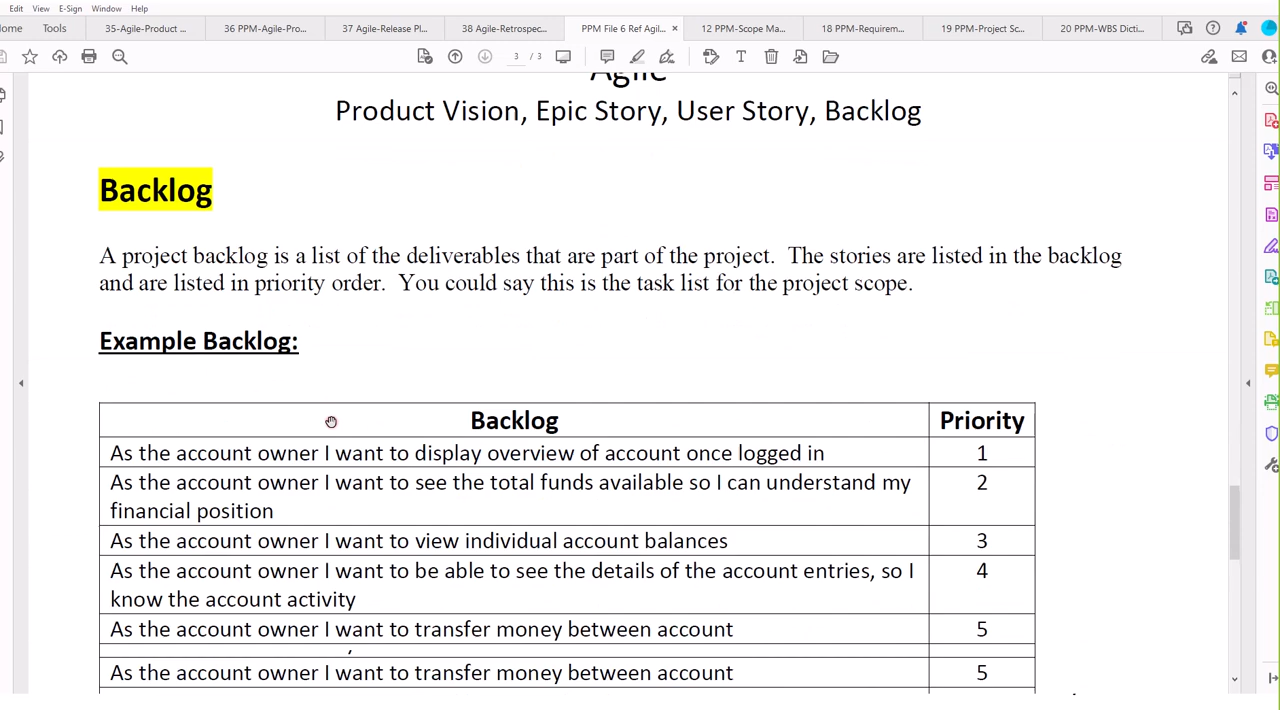 Edit View E-Sign Window Help
ome Tools 35-Agile-Product ... 36 PPM-Agile-Pro... 37 Agile-Release Pl... 38 Agile-Retrospec... PPM File 6 Ref Agil... × 12 PPM-Scope Ma... 18 PPM-Requirem... 19 PPM-Project Sc... 20 PPM-WBS Dicti...
3 / 3
Agile
Product Vision, Epic Story, User Story, Backlog
Backlog
A project backlog is a list of the deliverables that are part of the project. The stories are listed in the backlog
and are listed in priority order. You could say this is the task list for the project scope.
Example Backlog:
Backlog Priority
As the account owner I want to display overview of account once logged in 1
As the account owner I want to see the total funds available so I can understand my 2
financial position
As the account owner I want to view individual account balances 3
As the account owner I want to be able to see the details of the account entries, so I 4
know the account activity
As the account owner I want to transfer money between account 5
As the account owner I want to transfer money between account 5